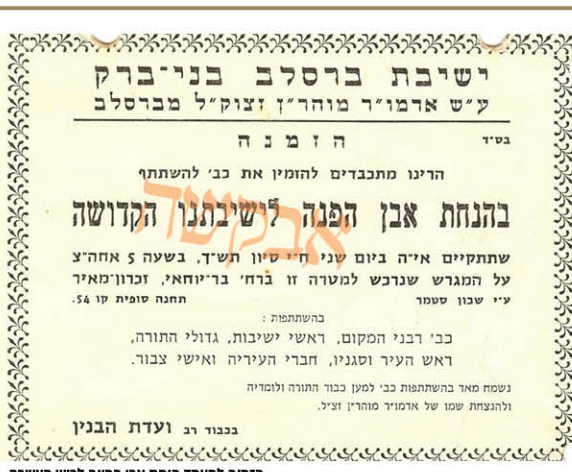 ישיבת ברסלב בני־ברק
ע״ש אדמו״ר מוהר״ן זצוק״ל מברסלב
בס״ד
הזמנה
הרינו מתכבדים להזמין את כב׳ להשתתף
בהנחת אבן הפנה לישיבתנו הקדושה
אבקשה
שתתקיים אי״ה ביום שני ח״י סיון תש״ך, בשעה 5 אחה״צ
על המגרש שנרכש למטרה זו ברח׳ בר־יוחאי, זכרון־מאיר
ע״י שכון סטמר תחנה סופית קו 54.
בהשתתפות :
כב׳ רבני המקום, ראשי ישיבות, גדולי התורה,
ראש העיר וסגניו, חברי העיריה ואישי צבור.
נשמח מאד בהשתתפות כב׳ למען כבוד התורה ולומדיה
ולהנצחת שמו של אדמו״ר מוהר״ן זצ״ל.
בכבוד רב ועדת הבנין